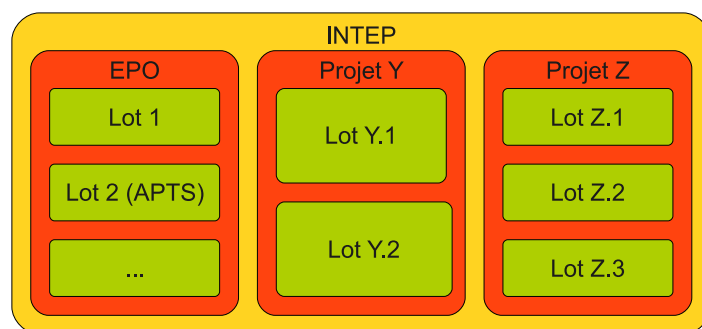 INTEP
EPO
Lot 1
Lot 2 (APTS)
...
Projet Y
Lot Y.1
Lot Y.2
Projet Z
Lot Z.1
Lot Z.2
Lot Z.3